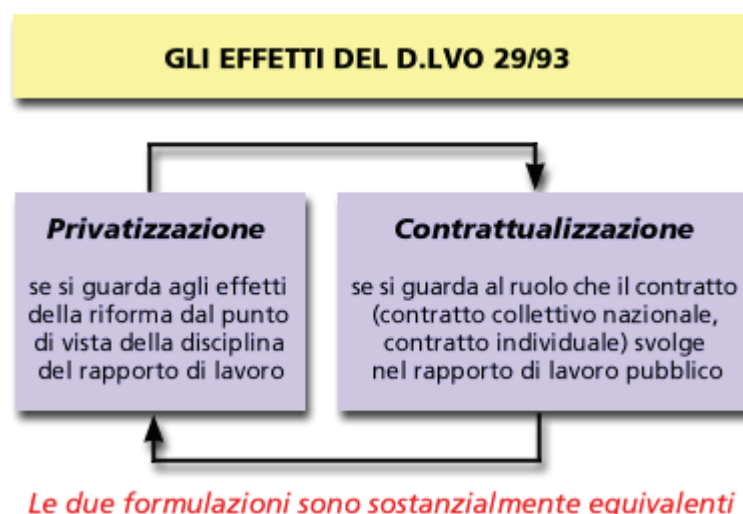 GLI EFFETTI DEL D.LVO 29/93
Privatizzazione
se si guarda agli effetti
della riforma dal punto
di vista della disciplina
del rapporto di lavoro
Contrattualizzazione
se si guarda al ruolo che il contratto
(contratto collettivo nazionale,
contratto individuale) svolge
nel rapporto di lavoro pubblico
Le due formulazioni sono sostanzialmente equivalenti